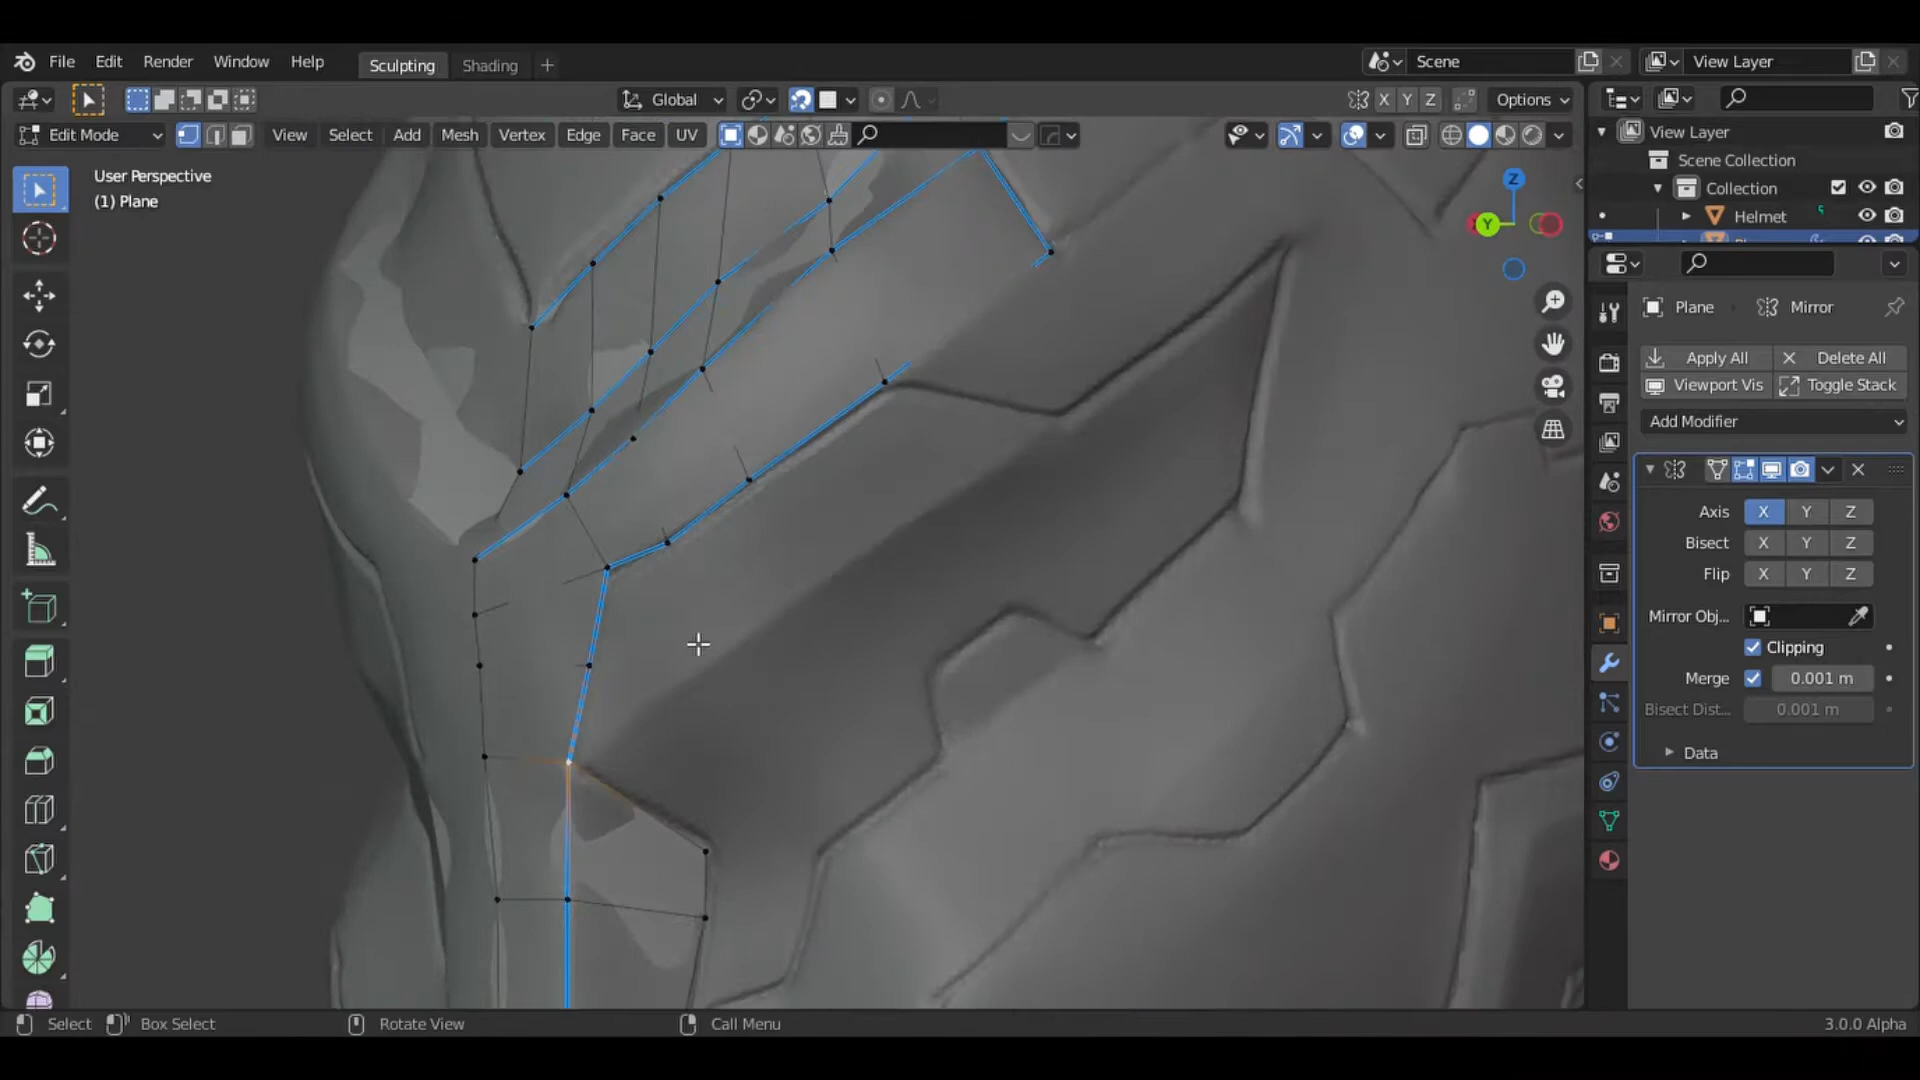 File Edit Render Window Help Sculpting Shading + Scene View Layer
Global X Y Z Options
Edit Mode View Select Add Mesh Vertex Edge Face UV
View Layer
Scene Collection
Collection
Helmet
User Perspective
(1) Plane
Z
Y
Plane Mirror
Apply All Delete All
Viewport Vis Toggle Stack
Add Modifier
Axis X Y Z
Bisect X Y Z
Flip X Y Z
Mirror Obj...
Clipping
Merge 0.001 m
Bisect Dist... 0.001 m
Data
Select Box Select Rotate View Call Menu 3.0.0 Alpha